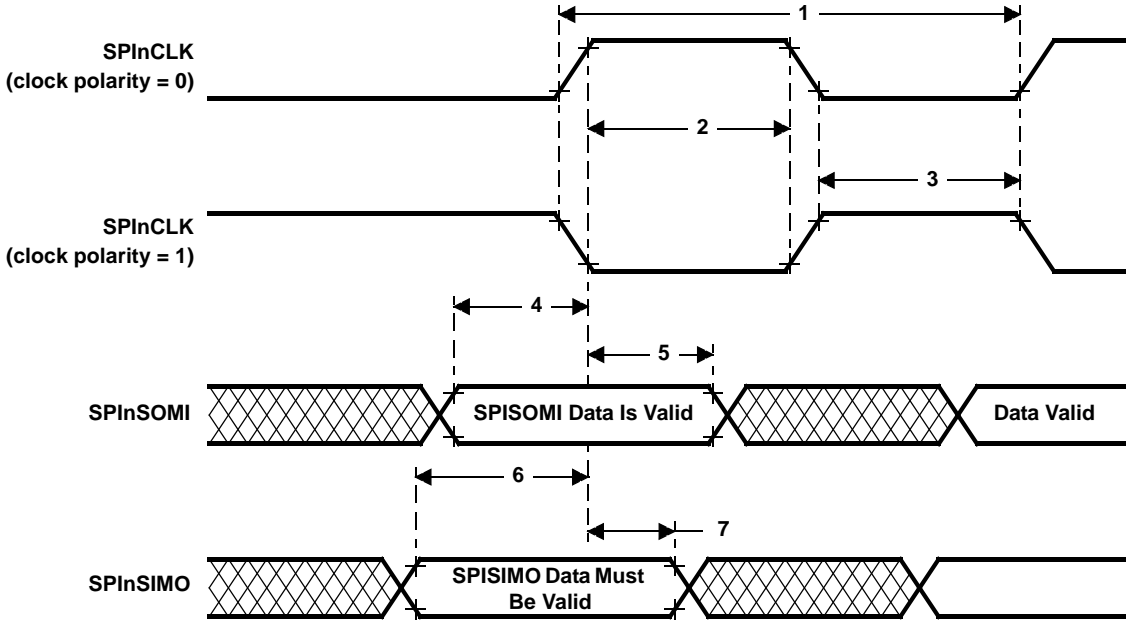 1
SPInCLK
(clock polarity = 0)
2
3
SPInCLK
(clock polarity = 1)
4
5
SPInSOMI
SPISOMI Data Is Valid
Data Valid
6
7
SPInSIMO
SPISIMO Data Must
Be Valid